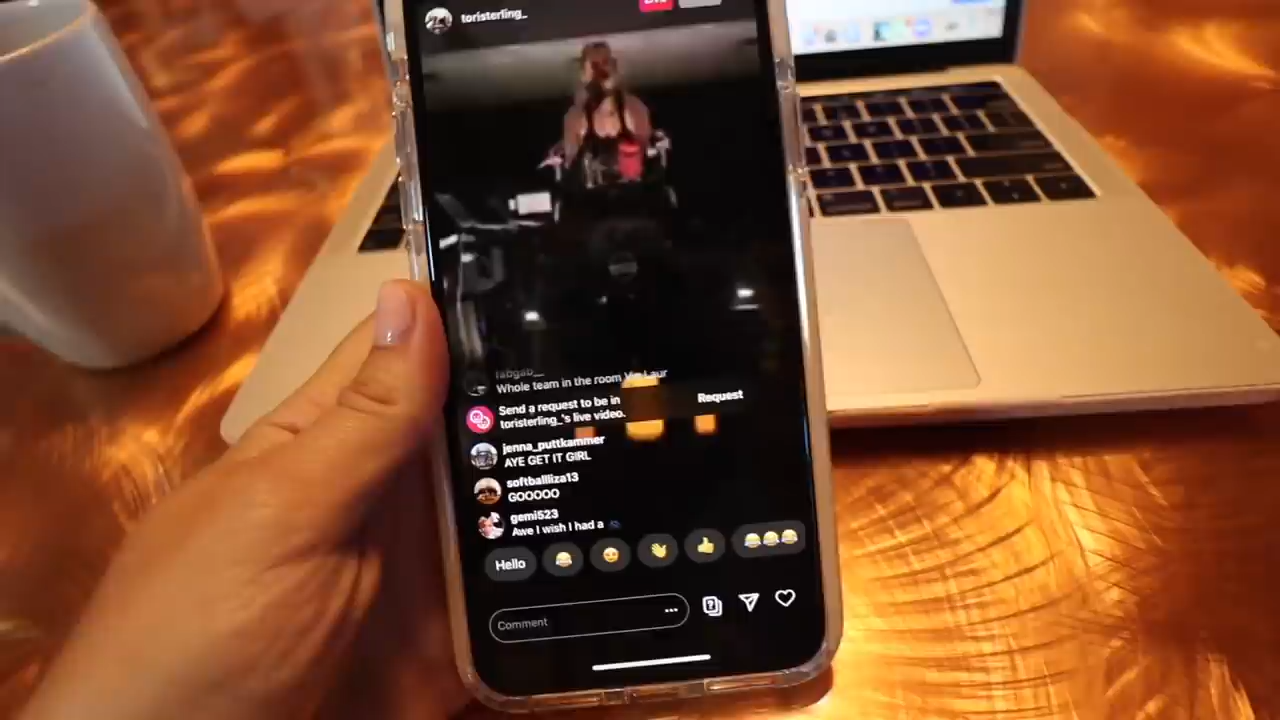 toristerling_
Whole team in the room
Send a request to be in
toristerling_'s live video.
Request
jenna_puttkammer
AYE GET IT GIRL
softballliza13
GOOOOO
gemi523
Awe I wish I had a
Hello
Comment